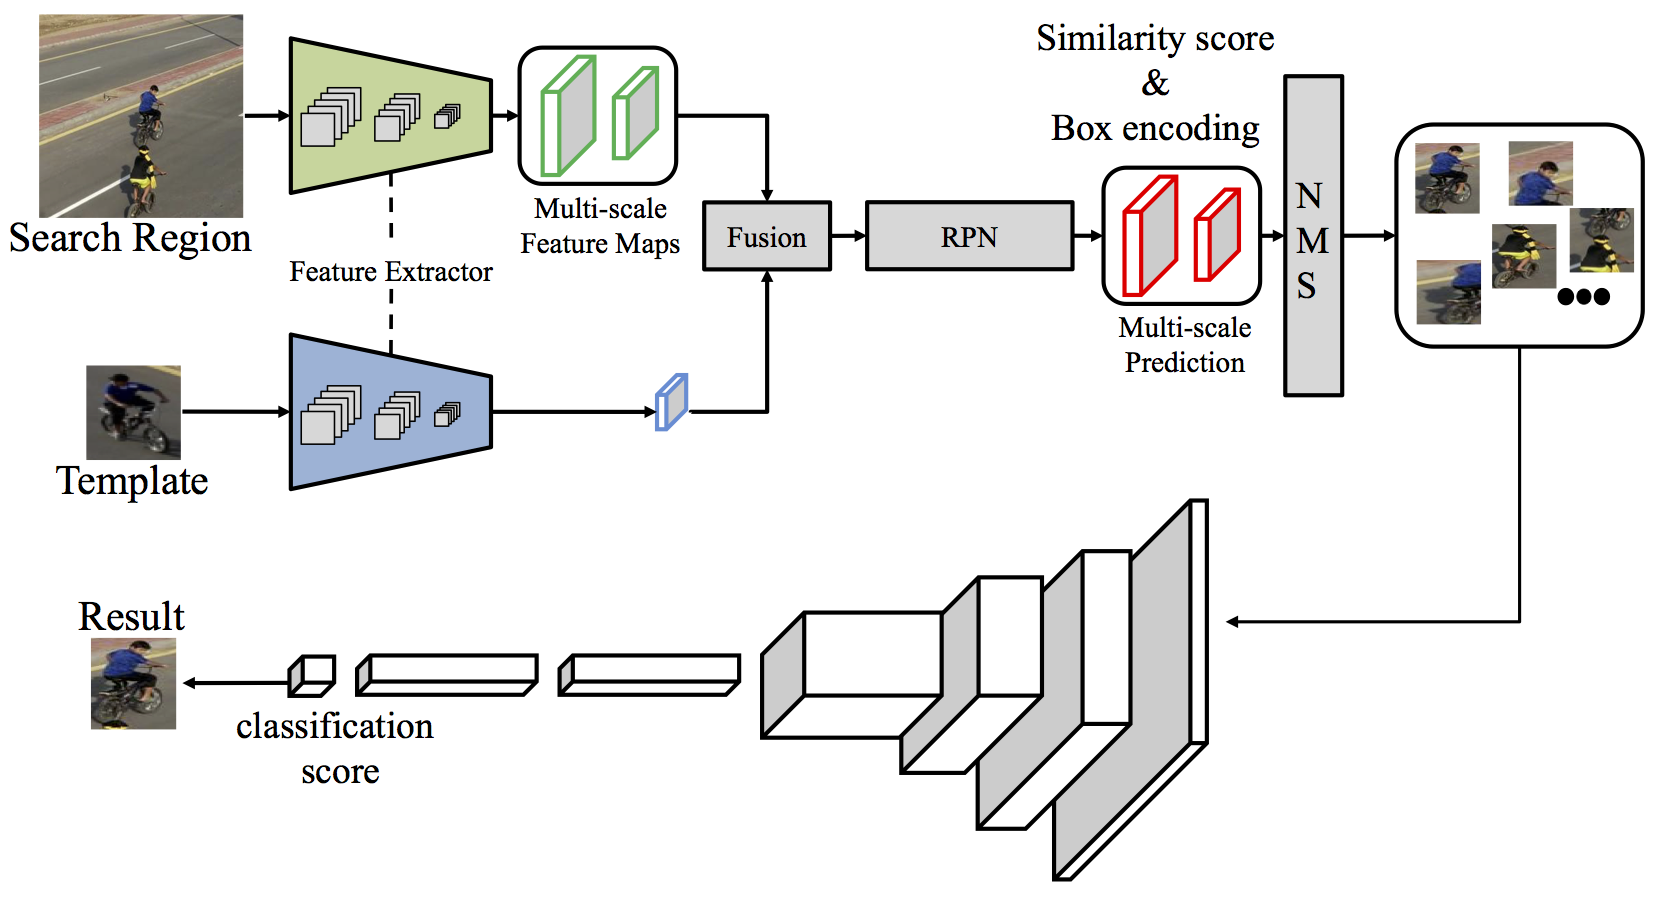 Search Region
Feature Extractor
Multi-scale
Feature Maps
Template
Fusion
RPN
Similarity score
&
Box encoding
Multi-scale
Prediction
N
M
S
Result
classification
score